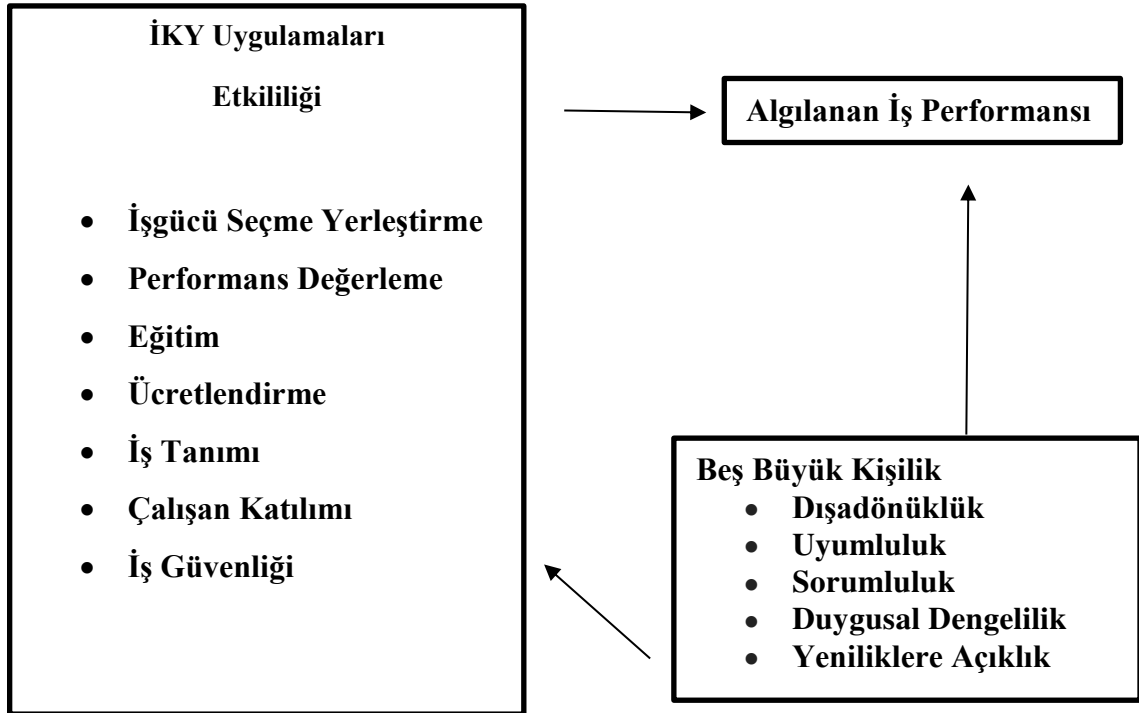 İKY Uygulamaları
Etkililiği
• İşgücü Seçme Yerleştirme
• Performans Değerleme
• Eğitim
• Ücretlendirme
• İş Tanımı
• Çalışan Katılımı
• İş Güvenliği
Algılanan İş Performansı
Beş Büyük Kişilik
• Dışadönüklük
• Uyumluluk
• Sorumluluk
• Duygusal Dengelilik
• Yeniliklere Açıklık